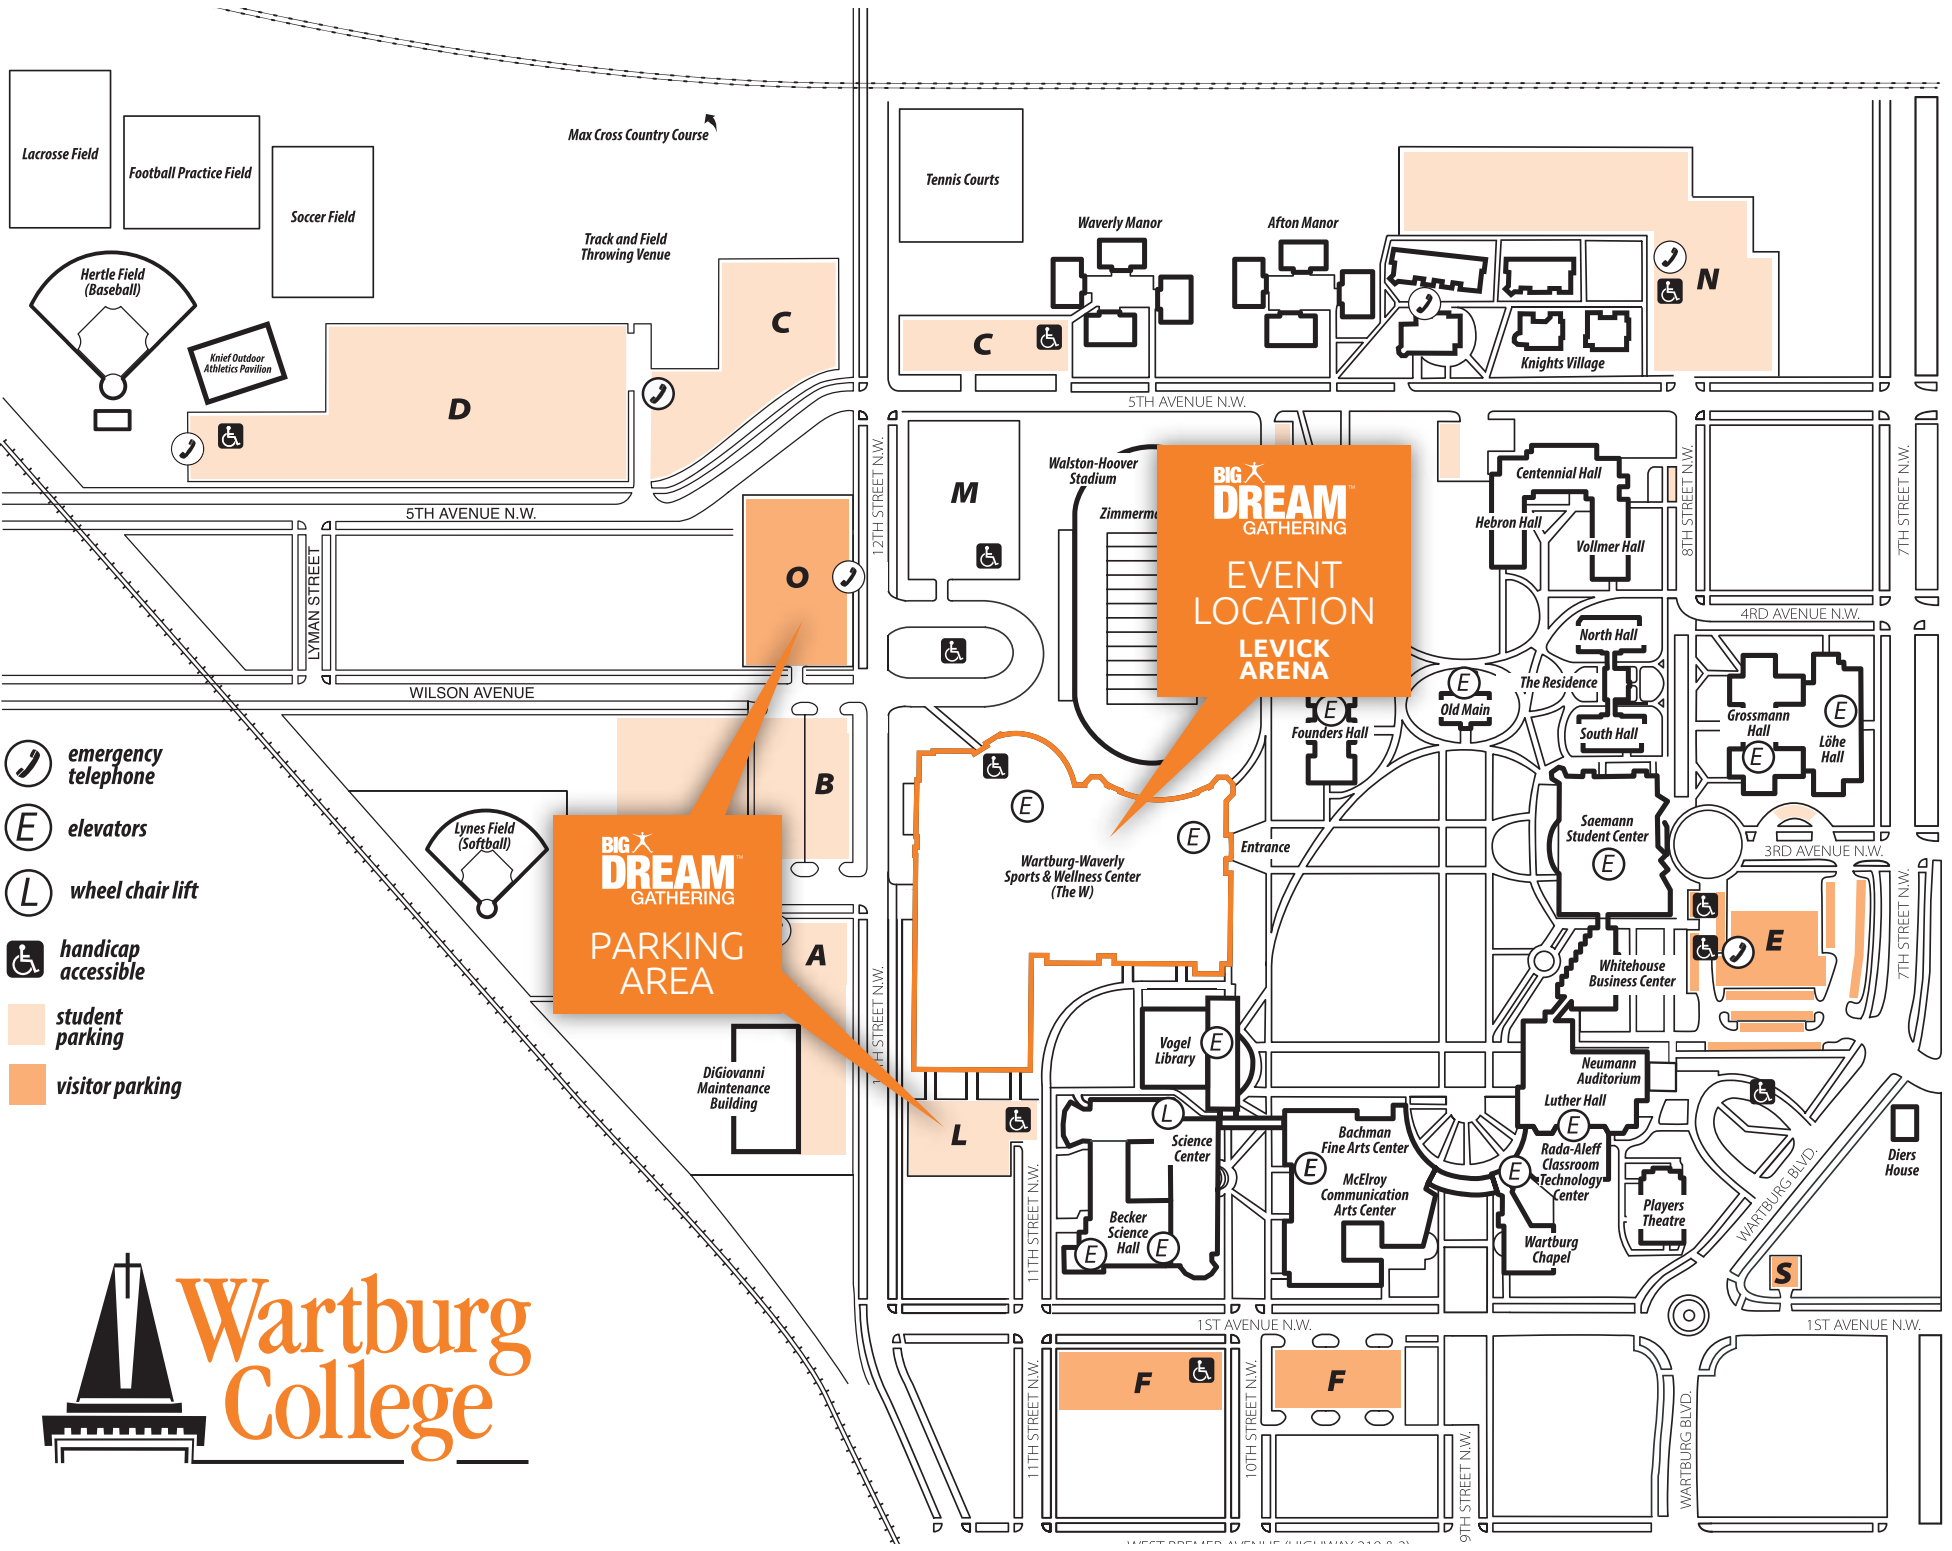 Lacrosse Field
Football Practice Field
Soccer Field
Max Cross Country Course
Tennis Courts
Track and Field
Throwing Venue
Waverly Manor
Afton Manor
Hertle Field
(Baseball)
Knief Outdoor
Athletics Pavilion
C
D
C
N
Knights Village
5TH AVENUE N.W.
5TH AVENUE N.W.
12TH STREET N.W.
M
Walston-Hoover
Stadium
BIG
DREAM™
GATHERING
EVENT
LOCATION
LEVICK
ARENA
Centennial Hall
Hebron Hall
Vollmer Hall
8TH STREET N.W.
7TH STREET N.W.
LYMAN STREET
O
4RD AVENUE N.W.
North Hall
The Residence
South Hall
Old Main
E
Founders Hall
E
Grossmann
Hall
E
Löhe
Hall
E
WILSON AVENUE
emergency
telephone
E
elevators
L
wheel chair lift
handicap
accessible
student
parking
visitor parking
B
Lynes Field
(Softball)
BIG
DREAM™
GATHERING
PARKING
AREA
A
E
E
Wartburg-Waverly
Sports & Wellness Center
(The W)
Entrance
Saemann
Student Center
E
3RD AVENUE N.W.
7TH STREET N.W.
E
Whitehouse
Business Center
Vogel
Library
E
Neumann
Auditorium
Luther Hall
E
DiGiovanni
Maintenance
Building
L
L
Science
Center
Bachman
Fine Arts Center
E
McElroy
Communication
Arts Center
E
Rada-Aleff
Classroom
Technology
Center
Players
Theatre
Diers
House
WARTBURG BLVD.
Becker
Science
Hall
E
E
Wartburg
Chapel
S
11TH STREET N.W.
1ST AVENUE N.W.
1ST AVENUE N.W.
F
F
11TH STREET N.W.
10TH STREET N.W.
9TH STREET N.W.
WARTBURG BLVD.
Wartburg
College